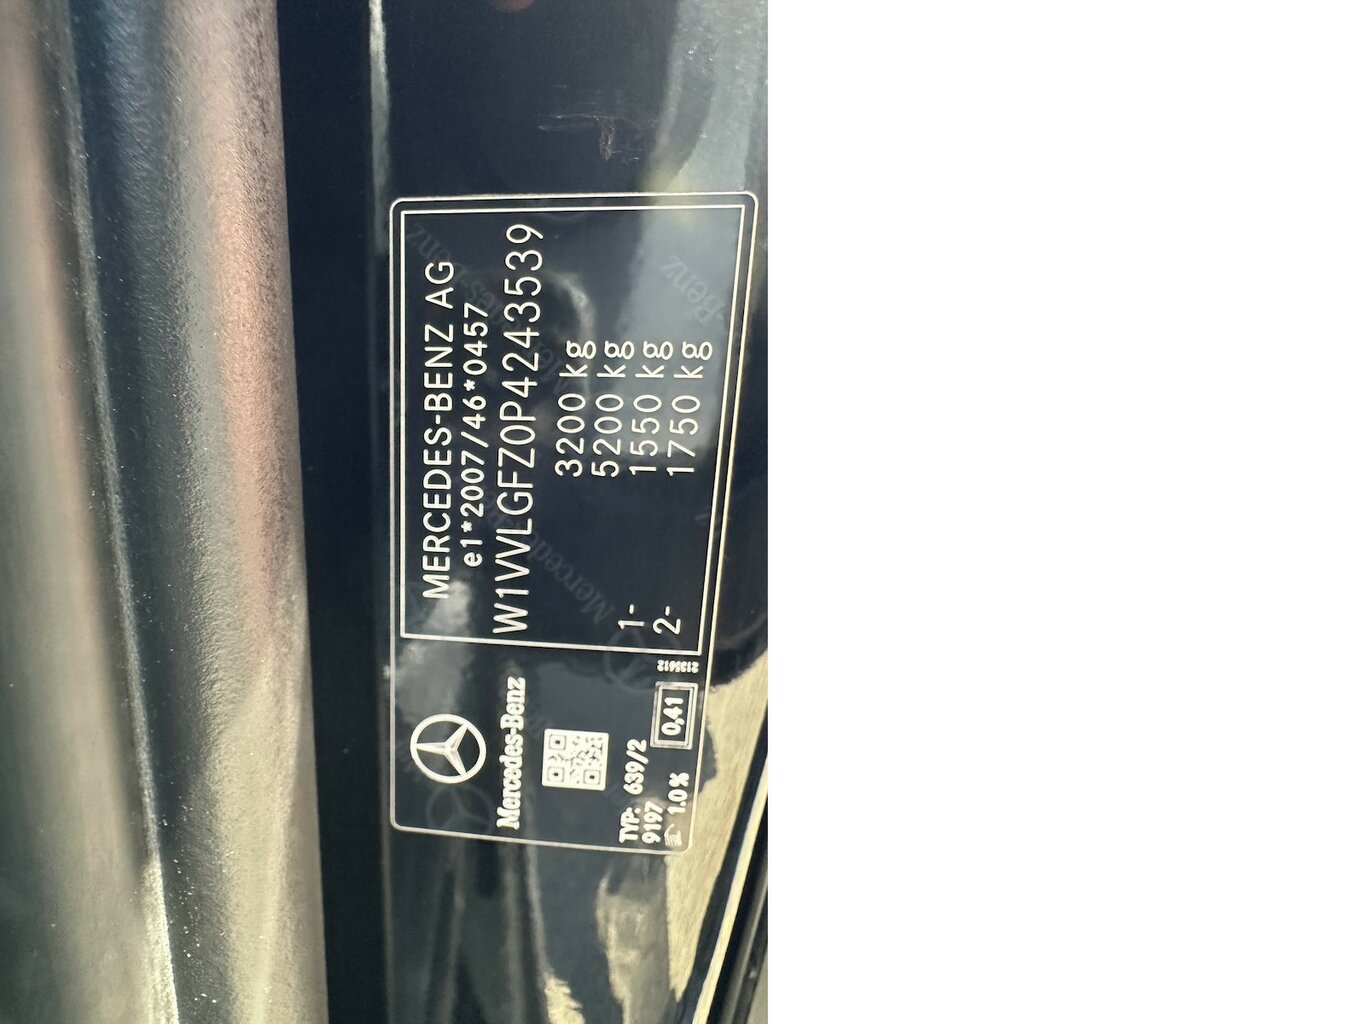 MERCEDES-BENZ AG
e1*2007/46*0457
W1VVLGFZ0P4243539
3200 kg
5200 kg
1- 1550 kg
2- 1750 kg
Mercedes-Benz
TYP: 639/2
9197
1.0 %
0,41
2135612